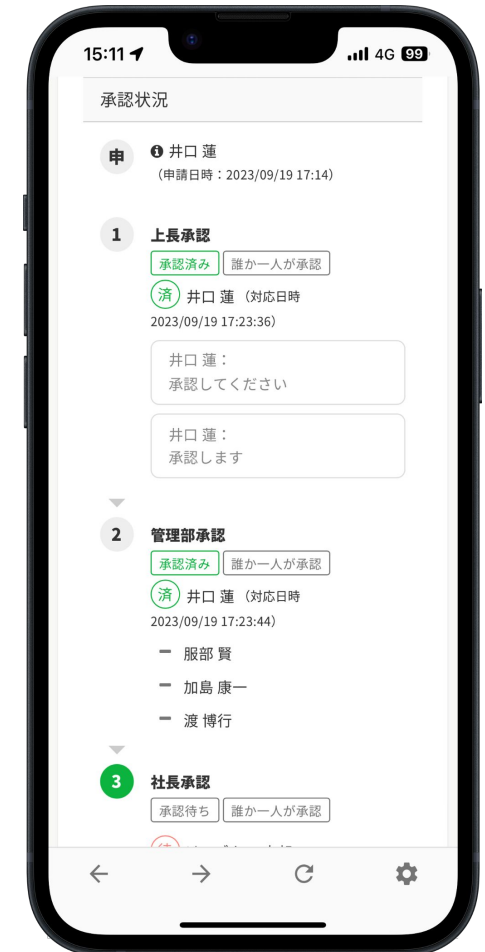 15:11
4G 99
承認状況
申
井口 蓮
（申請日時：2023/09/19 17:14）
1
上長承認
承認済み 誰か一人が承認
済 井口 蓮（対応日時
2023/09/19 17:23:36）
井口 蓮：
承認してください
井口 蓮：
承認します
2
管理部承認
承認済み 誰か一人が承認
済 井口 蓮（対応日時
2023/09/19 17:23:44）
服部 賢
加島 康一
渡 博行
3
社長承認
承認待ち 誰か一人が承認